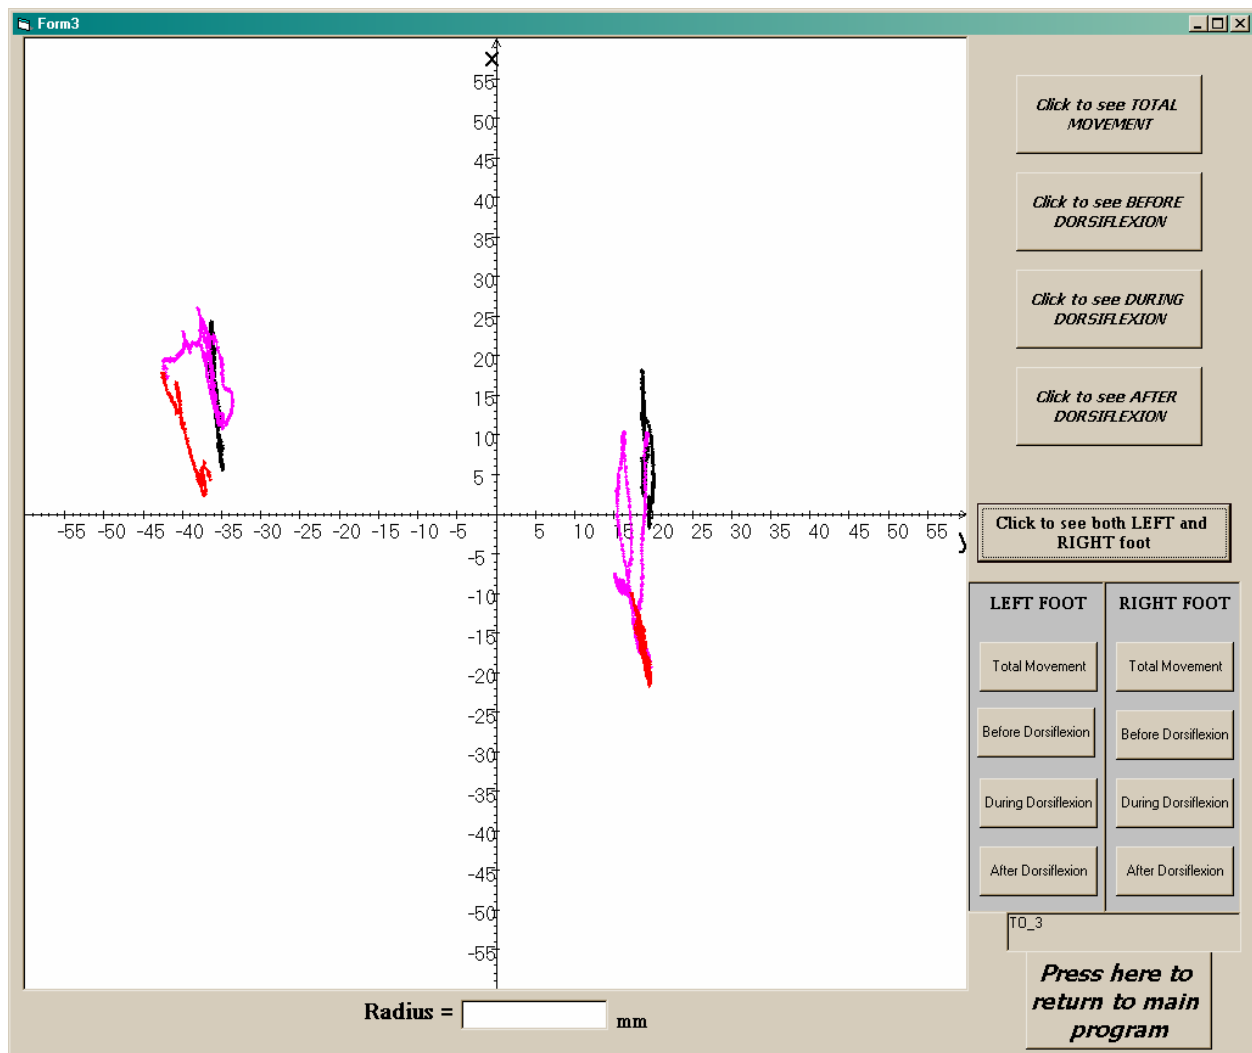 Form3
X
55
50
45
40
35
30
25
20
15
10
5
-55 -50 -45 -40 -35 -30 -25 -20 -15 -10 -5 5 10 15 20 25 30 35 40 45 50 55
y
-5
-10
-15
-20
-25
-30
-35
-40
-45
-50
-55
Click to see TOTAL
MOVEMENT
Click to see BEFORE
DORSIFLEXION
Click to see DURING
DORSIFLEXION
Click to see AFTER
DORSIFLEXION
Click to see both LEFT and
RIGHT foot
LEFT FOOT RIGHT FOOT
Total Movement Total Movement
Before Dorsiflexion Before Dorsiflexion
During Dorsiflexion During Dorsiflexion
After Dorsiflexion After Dorsiflexion
TO_3
Press here to
return to main
program
Radius = mm